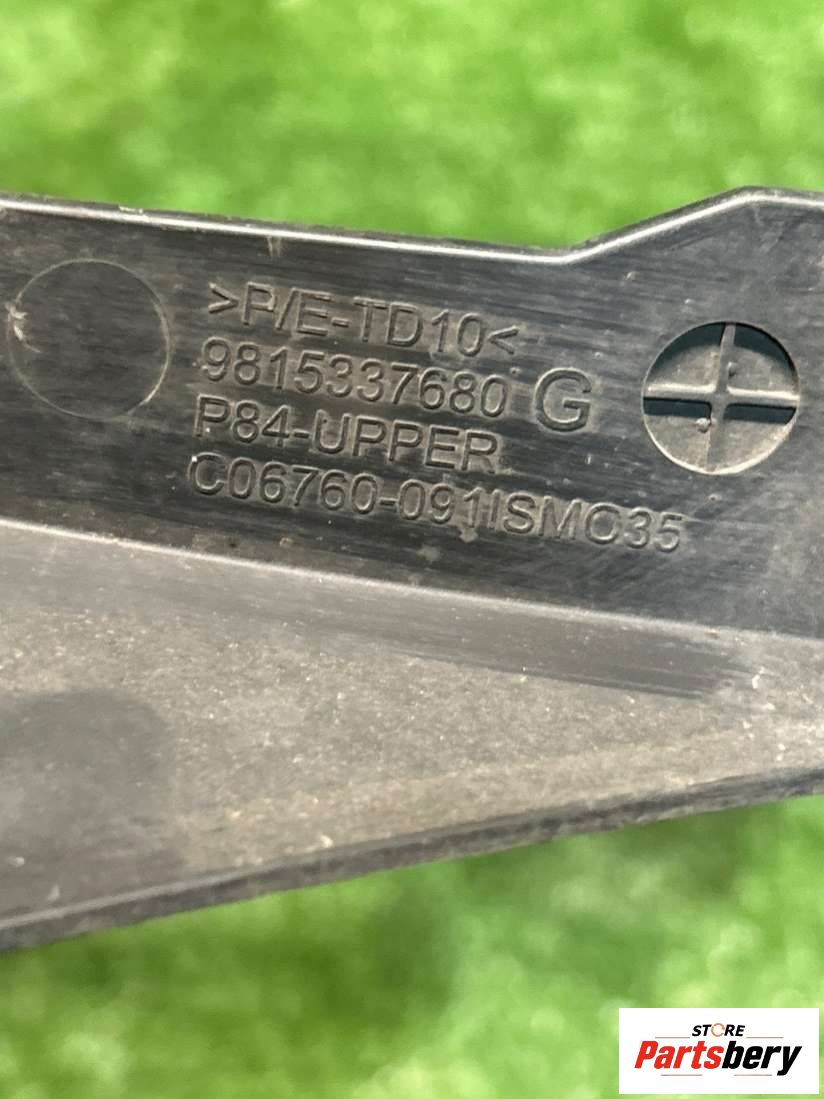 >P/E-TD10<
9815337680 G
P84-UPPER
C06760-091ISMO35
STORE
Partsbery